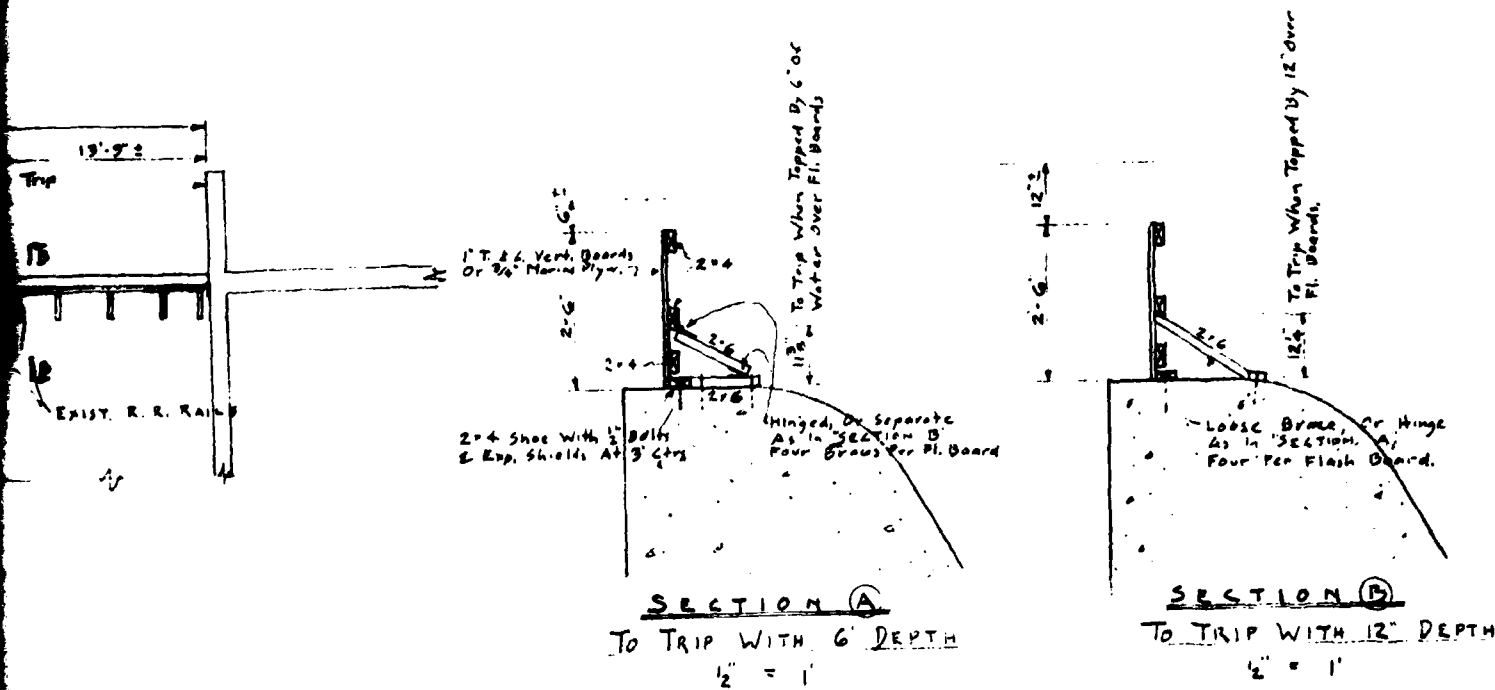 Trip
B
EXIST. R. R. RAILS
6" ±
2'-6"
1" T. & G. Vert. Boards
Or 3/4" Marine Plyw.
2×4
2×6
2×4
2×6
To Trip When Topped By 6" Of
Water Over Fl. Boards
2×4 Shoe With 1/2" Bolts
& Exp. Shields At 3' Ctrs
Hinged, Or Separate
As in "SECTION B"
Four Braces Per Fl. Board
SECTION A
TO TRIP WITH 6" DEPTH
1/2" = 1'
12" ±
2'-6"
2×6
To Trip When Topped By 12" Over
Fl. Boards.
Loose Brace, Or Hinge
As in "SECTION A"
Four Per Flash Board.
SECTION B
TO TRIP WITH 12" DEPTH
1/2" = 1'